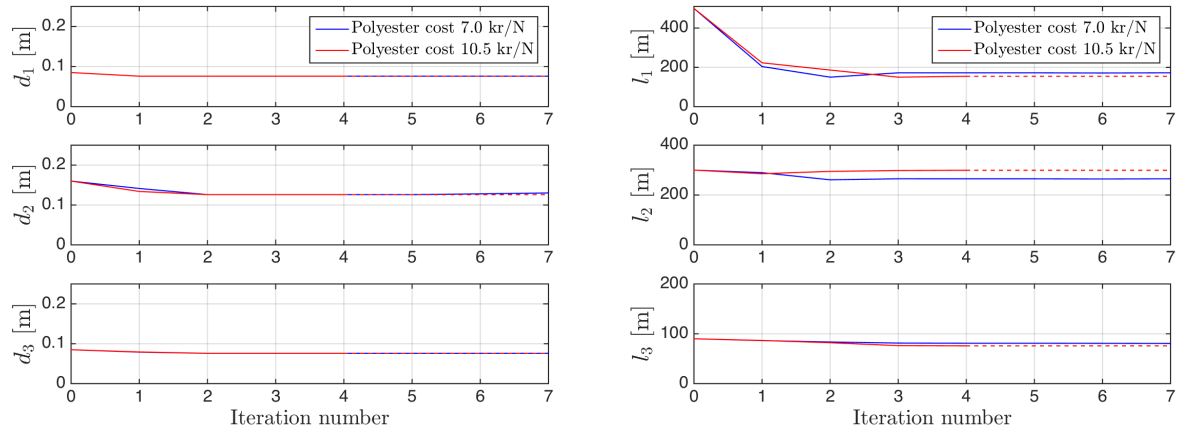 d₁ [m]
0.2
0.1
0
0 1 2 3 4 5 6 7
Polyester cost 7.0 kr/N
Polyester cost 10.5 kr/N
d₂ [m]
0.2
0.1
0
0 1 2 3 4 5 6 7
d₃ [m]
0.2
0.1
0
0 1 2 3 4 5 6 7
Iteration number
l₁ [m]
400
200
0
0 1 2 3 4 5 6 7
Polyester cost 7.0 kr/N
Polyester cost 10.5 kr/N
l₂ [m]
400
200
0
0 1 2 3 4 5 6 7
l₃ [m]
200
100
0
0 1 2 3 4 5 6 7
Iteration number